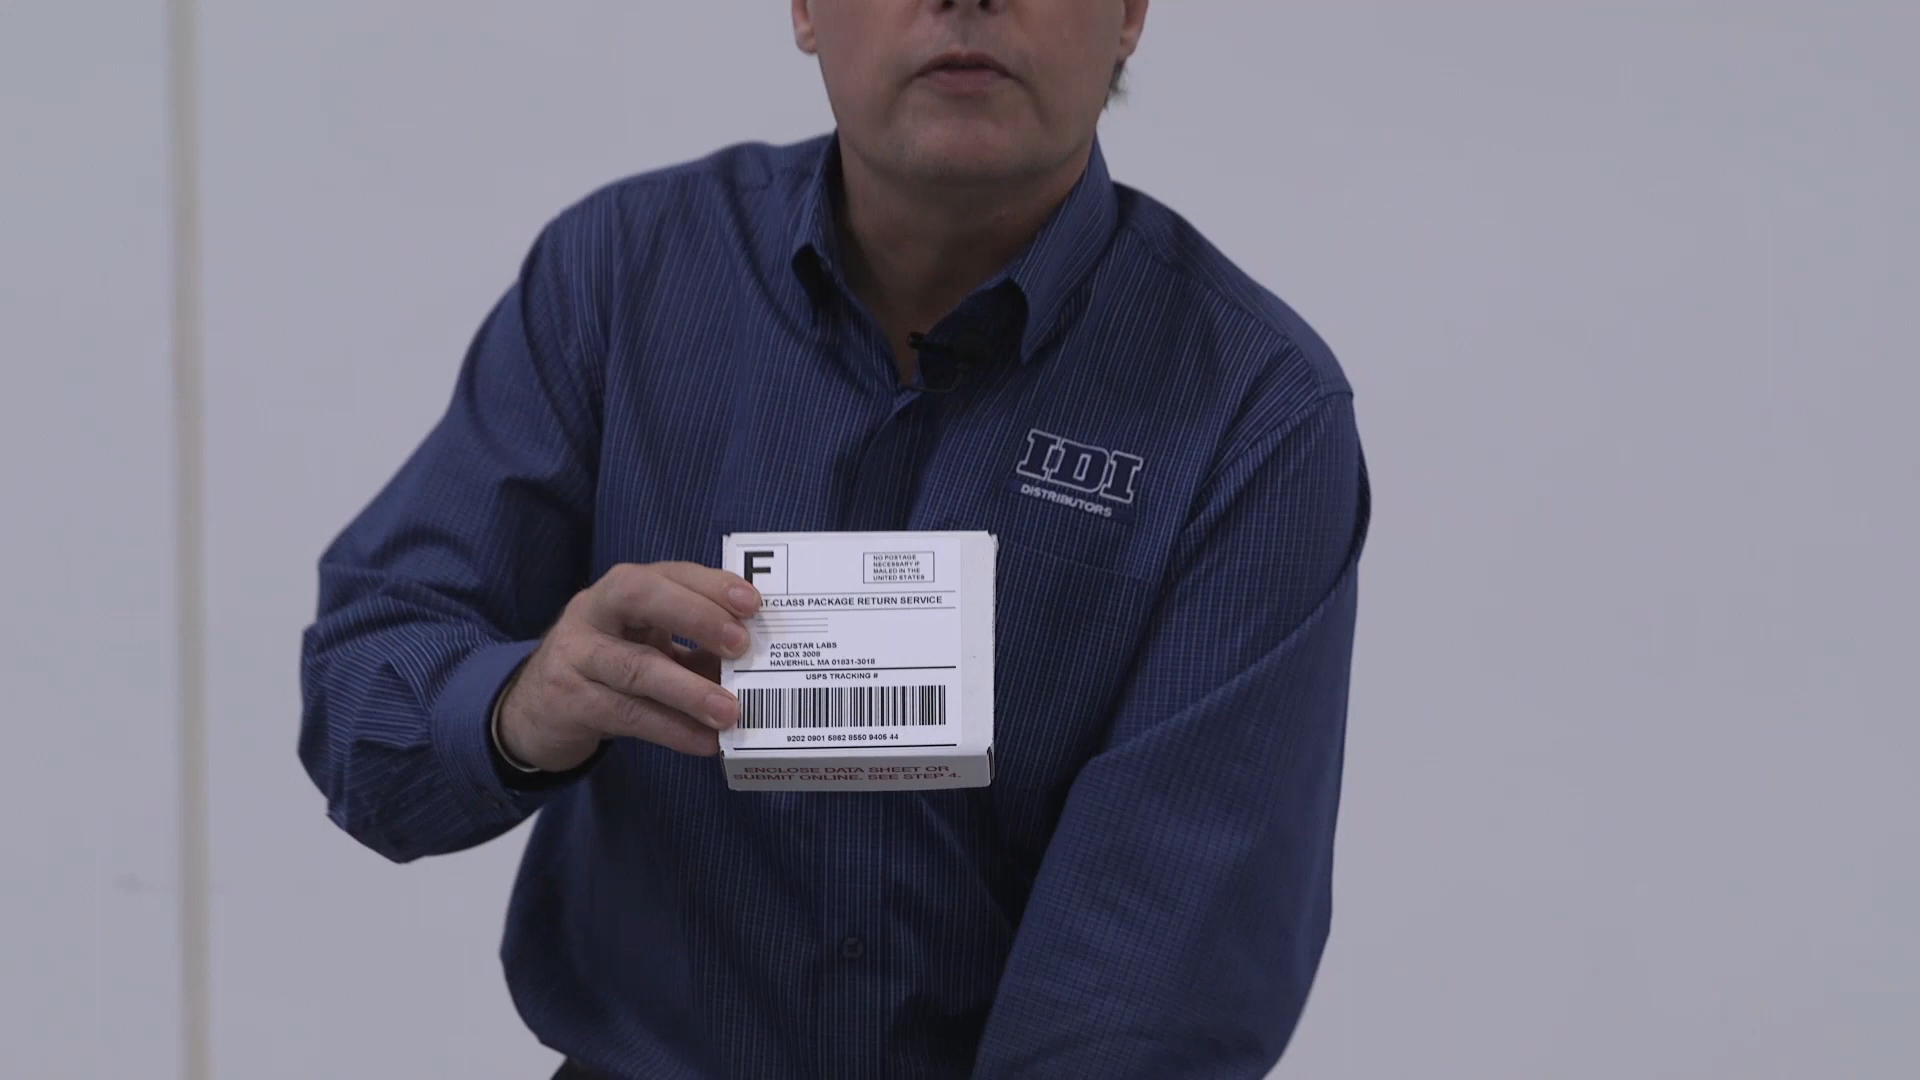 IDI
DISTRIBUTORS
F
NO POSTAGE
NECESSARY IF
MAILED IN THE
UNITED STATES
ST-CLASS PACKAGE RETURN SERVICE
ACCUSTAR LABS
PO BOX 3008
HAVERHILL MA 01831-3018
USPS TRACKING #
9202 0901 5862 8550 9405 44
ENCLOSE DATA SHEET OR
SUBMIT ONLINE. SEE STEP 4.